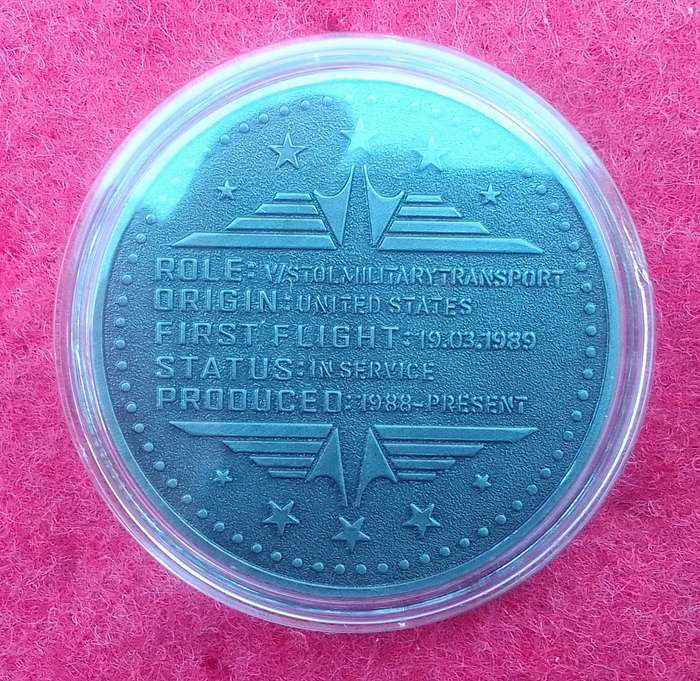 ROLE: V/STOL MILITARY TRANSPORT
ORIGIN: UNITED STATES
FIRST FLIGHT: 19.03.1989
STATUS: IN SERVICE
PRODUCED: 1988-PRESENT